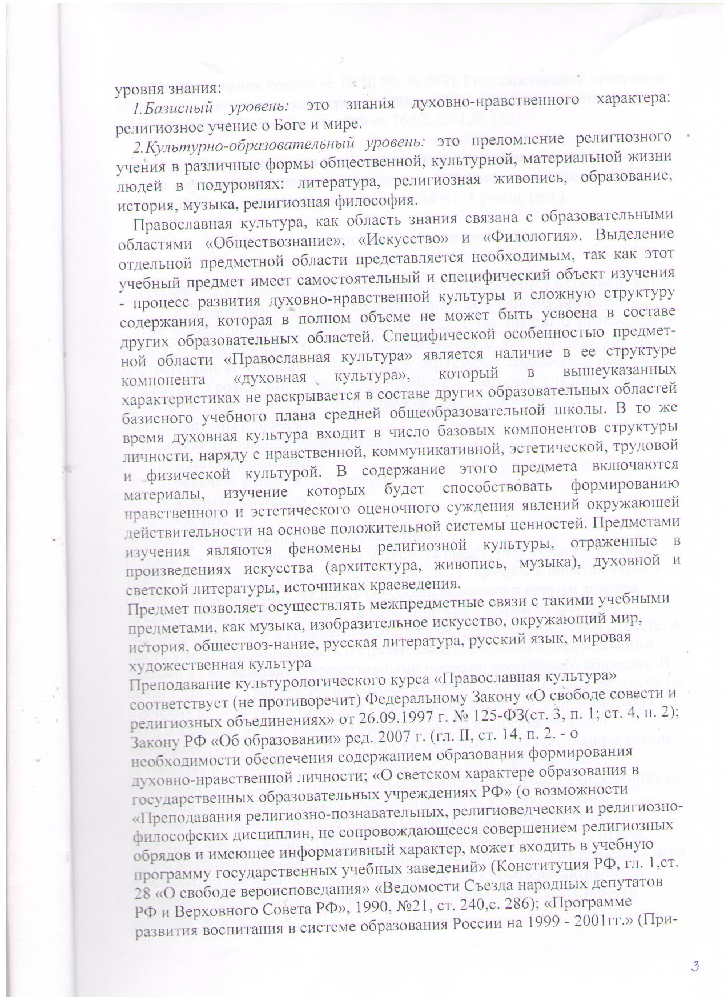 уровня знания:
1.Базисный уровень: это знания духовно-нравственного характера:
религиозное учение о Боге и мире.
2.Культурно-образовательный уровень: это преломление религиозного
учения в различные формы общественной, культурной, материальной жизни
людей в подуровнях: литература, религиозная живопись, образование,
история, музыка, религиозная философия.
Православная культура, как область знания связана с образовательными
областями «Обществознание», «Искусство» и «Филология». Выделение
отдельной предметной области представляется необходимым, так как этот
учебный предмет имеет самостоятельный и специфический объект изучения
- процесс развития духовно-нравственной культуры и сложную структуру
содержания, которая в полном объеме не может быть усвоена в составе
других образовательных областей. Специфической особенностью предмет-
ной области «Православная культура» является наличие в ее структуре
компонента «духовная культура», который в вышеуказанных
характеристиках не раскрывается в составе других образовательных областей
базисного учебного плана средней общеобразовательной школы. В то же
время духовная культура входит в число базовых компонентов структуры
личности, наряду с нравственной, коммуникативной, эстетической, трудовой
и физической культурой. В содержание этого предмета включаются
материалы, изучение которых будет способствовать формированию
нравственного и эстетического оценочного суждения явлений окружающей
действительности на основе положительной системы ценностей. Предметами
изучения являются феномены религиозной культуры, отраженные в
произведениях искусства (архитектура, живопись, музыка), духовной и
светской литературы, источниках краеведения.
Предмет позволяет осуществлять межпредметные связи с такими учебными
предметами, как музыка, изобразительное искусство, окружающий мир,
история, обществоз-нание, русская литература, русский язык, мировая
художественная культура
Преподавание культурологического курса «Православная культура»
соответствует (не противоречит) Федеральному Закону «О свободе совести и
религиозных объединениях» от 26.09.1997 г. № 125-ФЗ(ст. 3, п. 1; ст. 4, п. 2);
Закону РФ «Об образовании» ред. 2007 г. (гл. II, ст. 14, п. 2. - о
необходимости обеспечения содержанием образования формирования
духовно-нравственной личности; «О светском характере образования в
государственных образовательных учреждениях РФ» (о возможности
«Преподавания религиозно-познавательных, религиоведческих и религиозно-
философских дисциплин, не сопровождающееся совершением религиозных
обрядов и имеющее информативный характер, может входить в учебную
программу государственных учебных заведений» (Конституция РФ, гл. 1,ст.
28 «О свободе вероисповедания» «Ведомости Съезда народных депутатов
РФ и Верховного Совета РФ», 1990, №21, ст. 240,с. 286); «Программе
развития воспитания в системе образования России на 1999 - 2001гг.» (При-
3